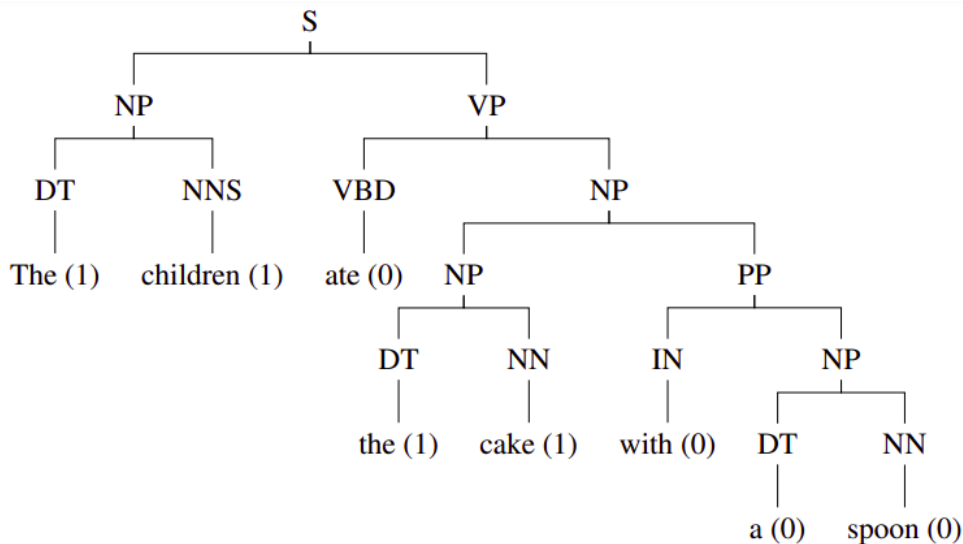 S
NP VP
DT NNS VBD NP
The (1) children (1) ate (0) NP PP
DT NN IN NP
the (1) cake (1) with (0) DT NN
a (0) spoon (0)